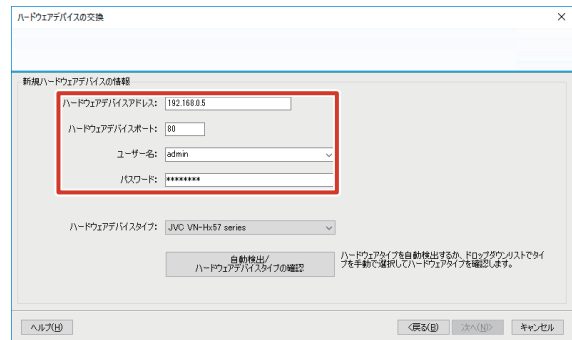 ハードウェアデバイスの交換
新規ハードウェアデバイスの情報
ハードウェアデバイスアドレス: 192.168.0.5
ハードウェアデバイスポート: 80
ユーザー名: admin
パスワード: ********
ハードウェアデバイスタイプ: JVC VN-Hx57 series
自動検出/
ハードウェアデバイスタイプの確認
ハードウェアタイプを自動検出するか、ドロップダウンリストでタイ
プを手動で選択してハードウェアタイプを確認します。
ヘルプ(H)
<戻る(B)
次へ(N)>
キャンセル